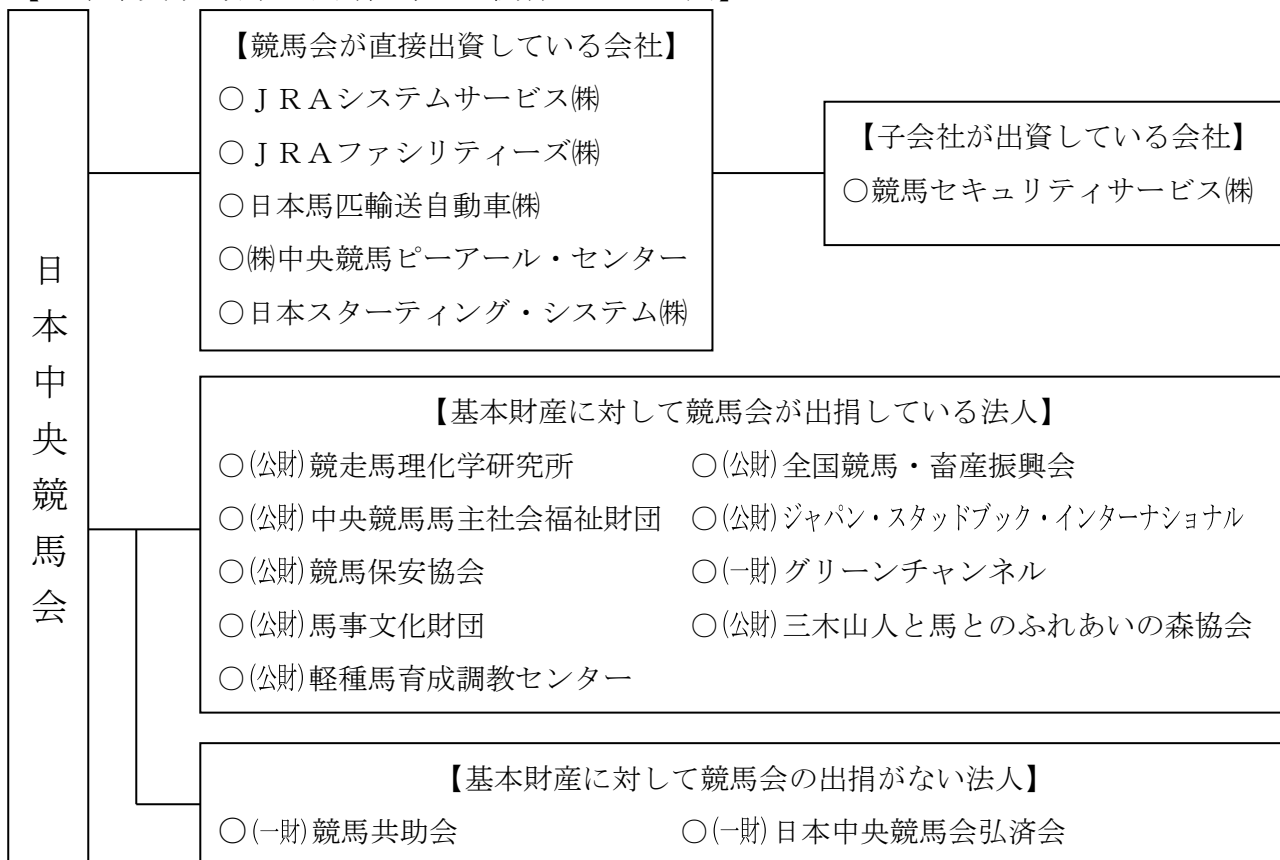 日本中央競馬会
【競馬会が直接出資している会社】
○ＪＲＡシステムサービス㈱
○ＪＲＡファシリティーズ㈱
○日本馬匹輸送自動車㈱
○㈱中央競馬ピーアール・センター
○日本スターティング・システム㈱
【子会社が出資している会社】
○競馬セキュリティサービス㈱
【基本財産に対して競馬会が出捐している法人】
○(公財)競走馬理化学研究所　○(公財)全国競馬・畜産振興会
○(公財)中央競馬馬主社会福祉財団　○(公財)ジャパン・スタッドブック・インターナショナル
○(公財)競馬保安協会　○(一財)グリーンチャンネル
○(公財)馬事文化財団　○(公財)三木山人と馬とのふれあいの森協会
○(公財)軽種馬育成調教センター
【基本財産に対して競馬会の出捐がない法人】
○(一財)競馬共助会　○(一財)日本中央競馬会弘済会